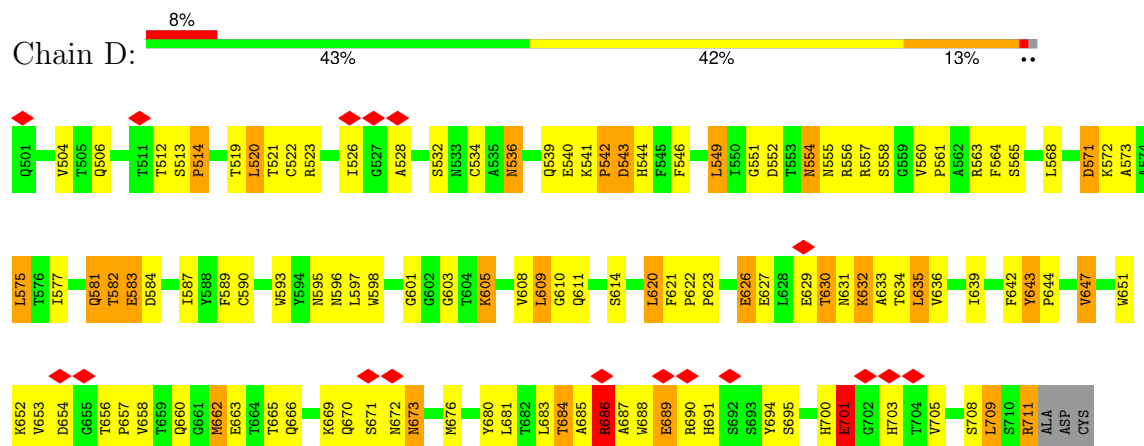 8%
Chain D:
43% 42% 13% ••
Q501 V504 T505 Q506 T511 T512 S513 P514 T519 L520 T521 C522 R523 I526 G527 A528 S532 N533 C534 A535 N536 Q539 E540 K541 P542 D543 H544 F545 F546 L549 I550 G551 D552 T553 N554 N555 R556 R557 S558 G559 V560 P561 A562 R563 F564 S565 L568 D571 K572 A573 A574
L575 T576 I577 Q581 T582 E583 D584 I587 Y588 F589 C590 W593 Y594 N595 N596 L597 W598 G601 G602 G603 T604 K605 V608 L609 G610 Q611 S614 L620 F621 P622 P623 E626 E627 L628 E629 T630 N631 K632 A633 T634 L635 V636 I639 F642 Y643 P644 V647 W651
K652 V653 D654 G655 T656 P657 V658 T659 Q660 G661 M662 E663 T664 T665 Q666 K669 Q670 S671 N672 N673 M676 Y680 L681 T682 L683 T684 A685 R686 A687 W688 E689 R690 H691 S692 S693 Y694 S695 H700 E701 G702 H703 T704 V705 S708 L709 S710 R711 ALA ASP CYS